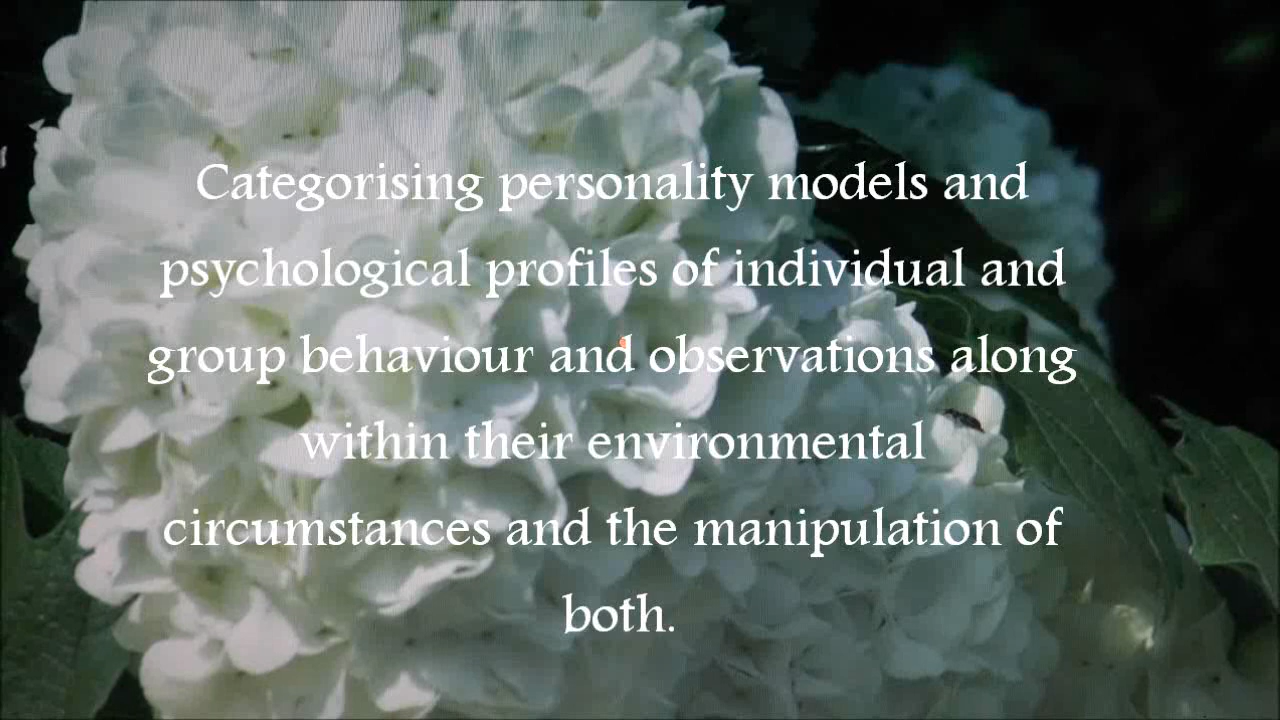 Categorising personality models and
psychological profiles of individual and
group behaviour and observations along
within their environmental
circumstances and the manipulation of
both.